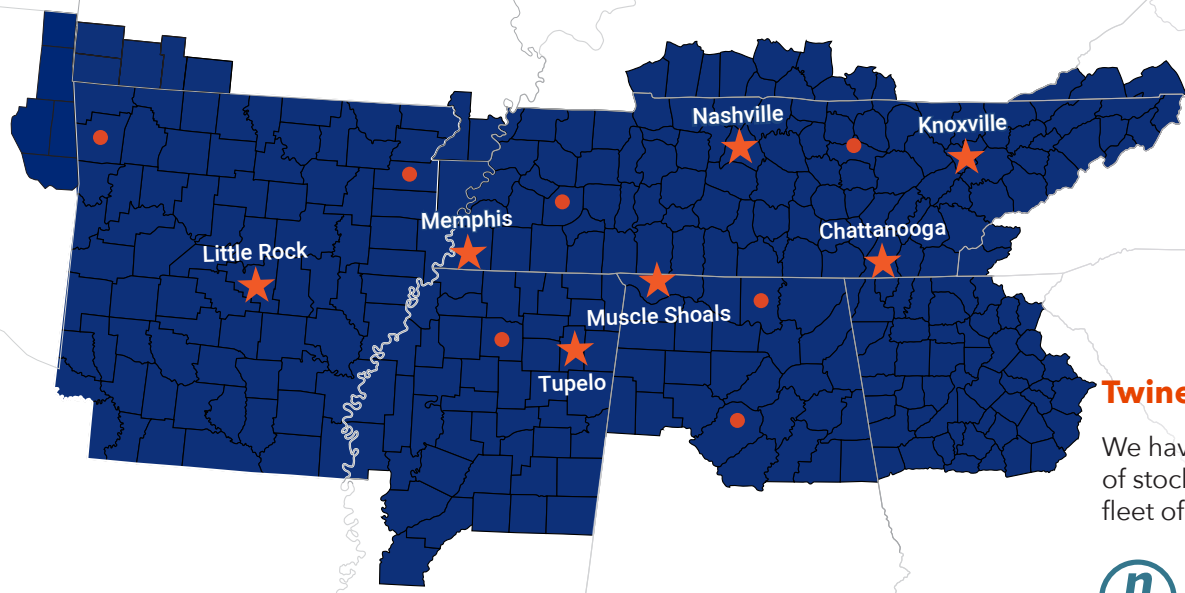 Nashville
Knoxville
Memphis
Chattanooga
Little Rock
Muscle Shoals
Tupelo
Twine
We hav
of stock
fleet of
n